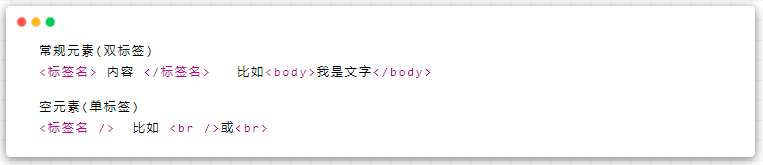 常规元素(双标签)
<标签名> 内容 </标签名>   比如<body>我是文字</body>
空元素(单标签)
<标签名 />  比如 <br />或<br>